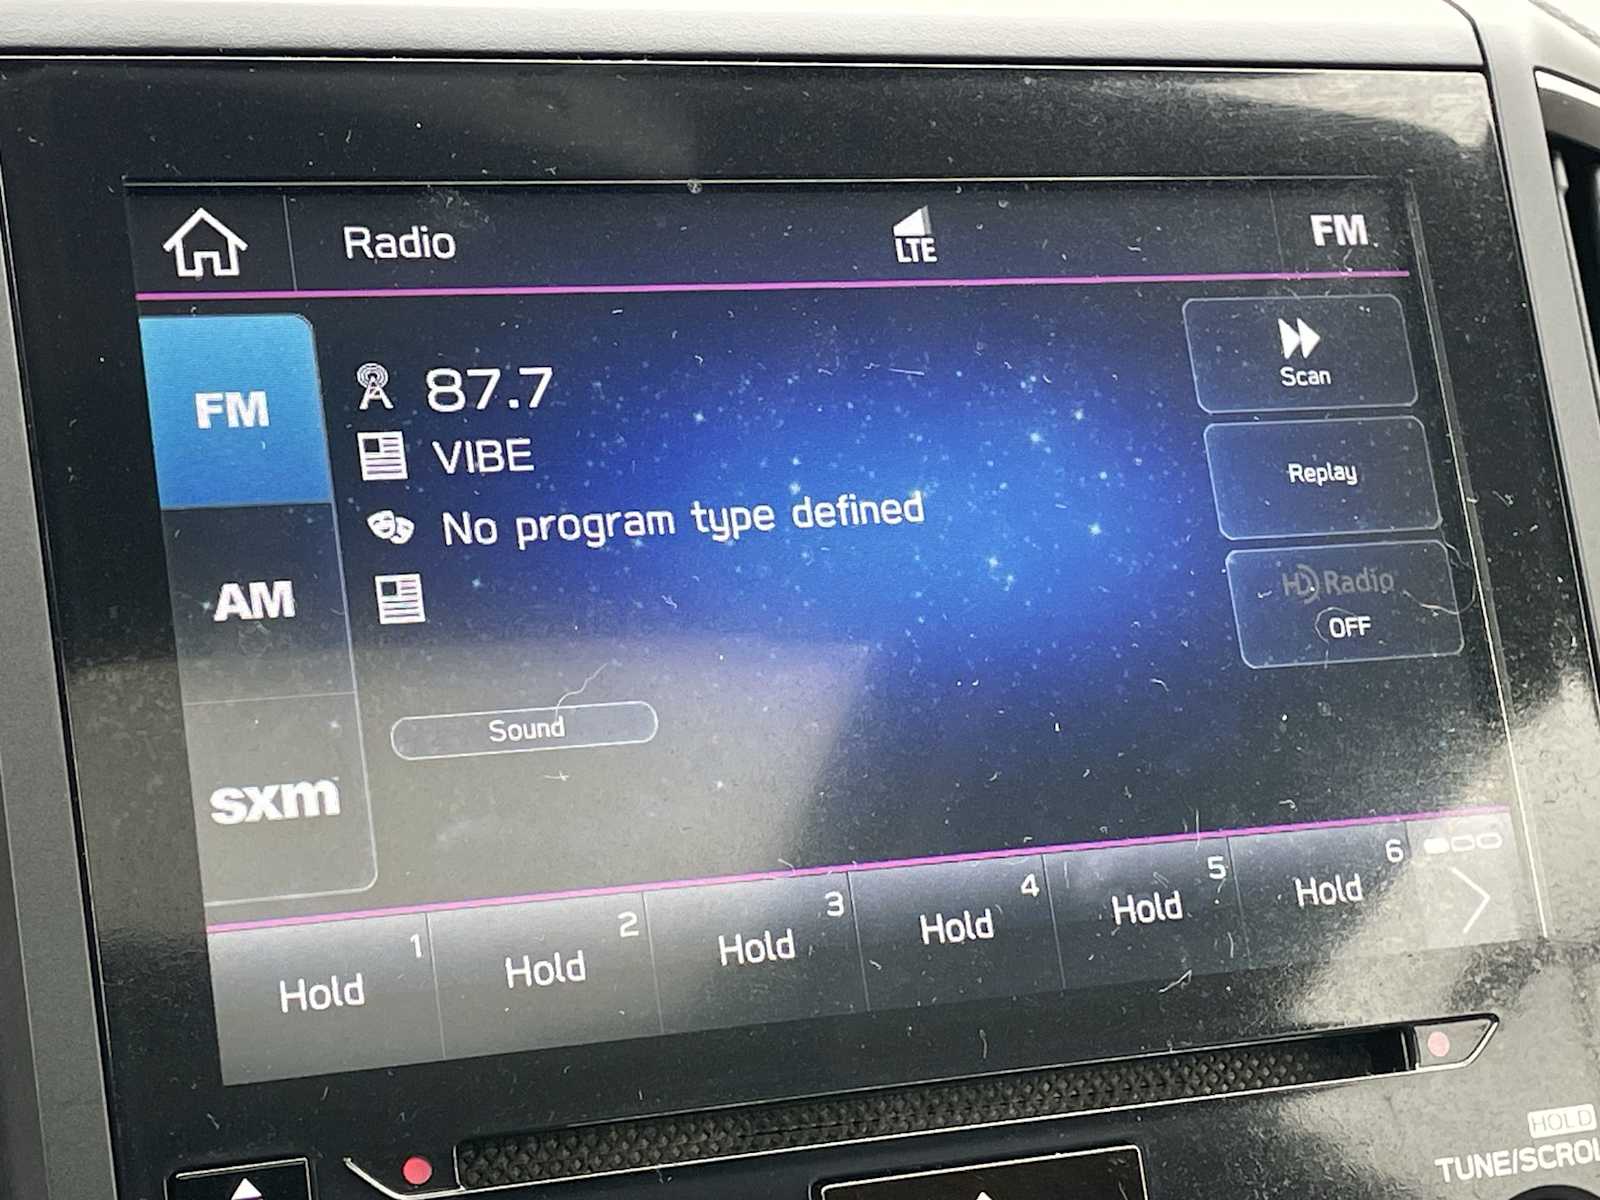 Radio
LTE
FM
FM
87.7
Scan
VIBE
Replay
No program type defined
AM
HD Radio
OFF
Sound
sxm
1
Hold
2
Hold
3
Hold
4
Hold
5
Hold
6
Hold
HOLD
TUNE/SCROL